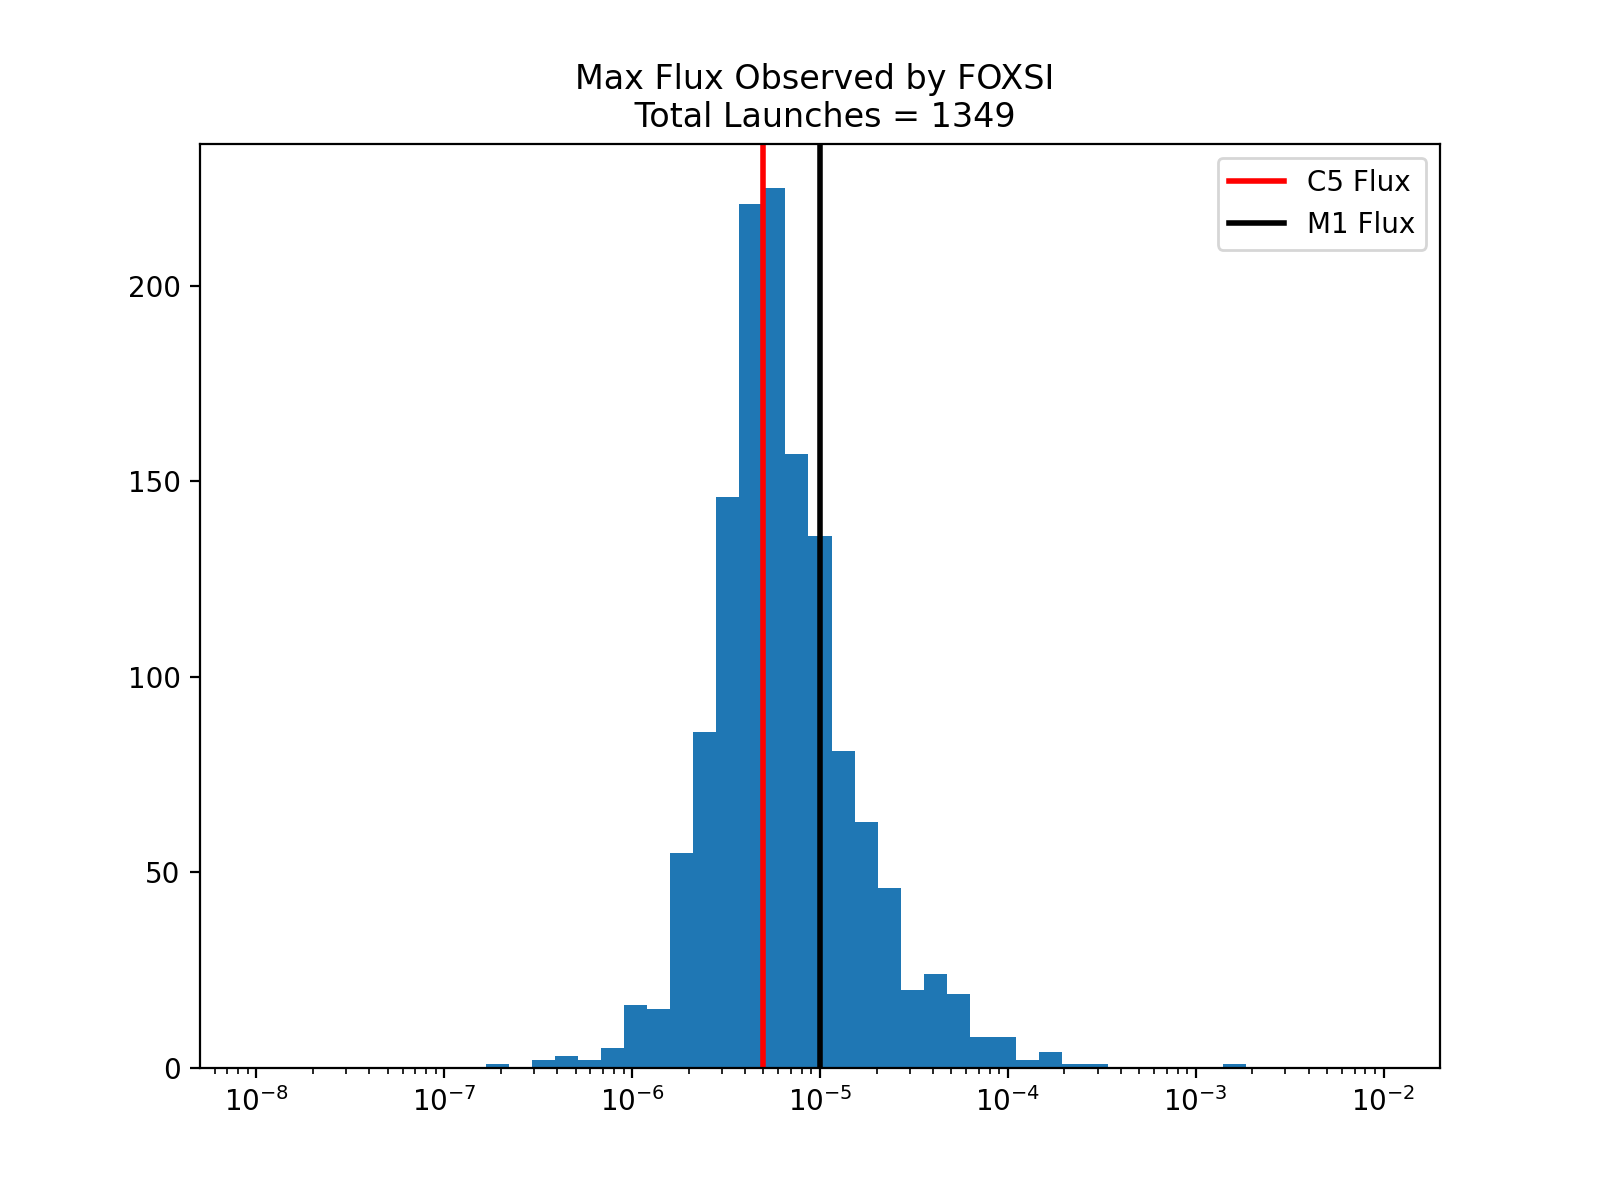 Max Flux Observed by FOXSI
Total Launches = 1349
C5 Flux
M1 Flux
200
150
100
50
0
10⁻⁸ 10⁻⁷ 10⁻⁶ 10⁻⁵ 10⁻⁴ 10⁻³ 10⁻²